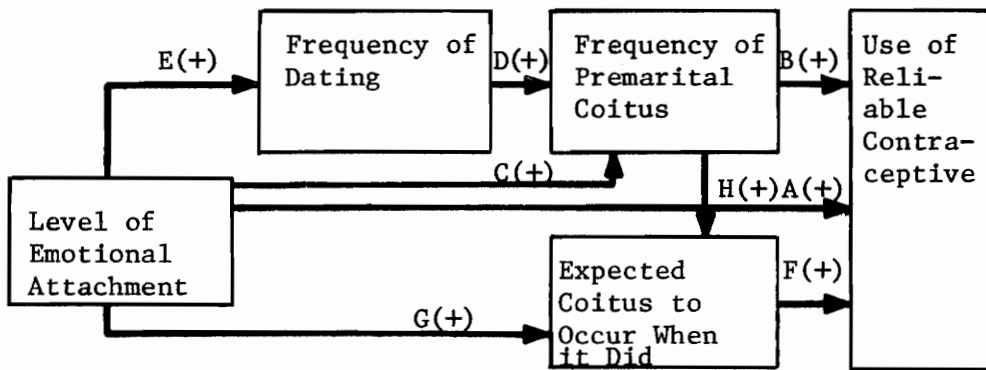 E(+)
Frequency of
Dating
D(+)
Frequency of
Premarital
Coitus
B(+)
Use of
Reli-
able
Contra-
ceptive
C(+)
H(+)A(+)
Level of
Emotional
Attachment
Expected
Coitus to
Occur When
it Did
F(+)
G(+)